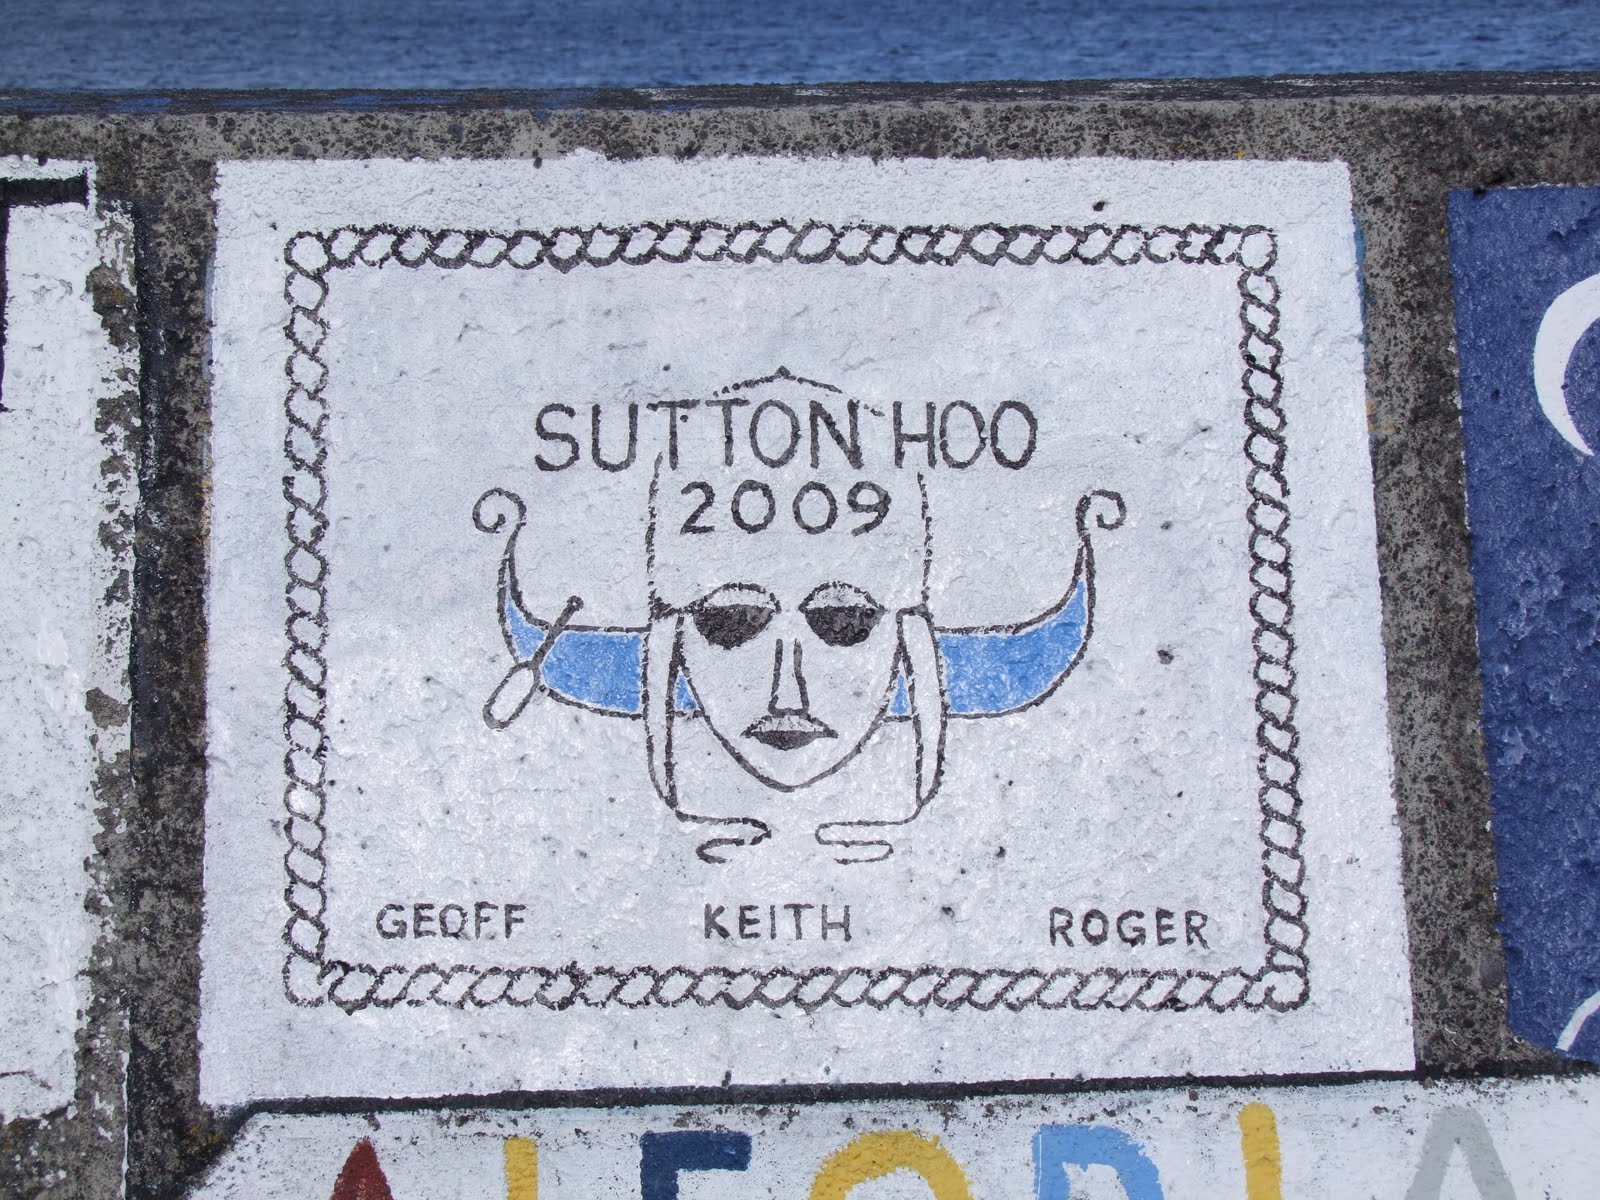 SUTTON HOO
2009
GEOFF KEITH ROGER